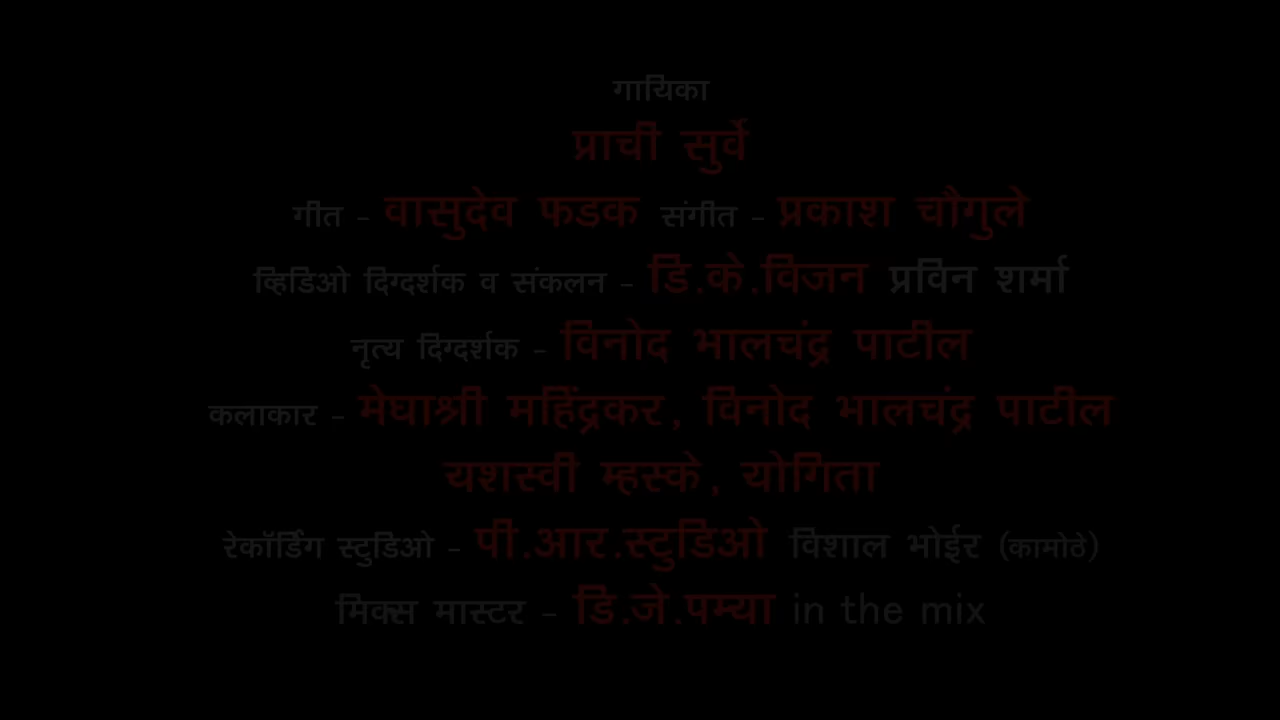 गायिका
प्राची सुर्वे
गीत - वासुदेव फडक संगीत - प्रकाश चौगुले
व्हिडिओ दिग्दर्शक व संकलन - डि.के.विजन प्रविन शर्मा
नृत्य दिग्दर्शक - विनोद भालचंद्र पाटील
कलाकार - मेघाश्री महिंद्रकर, विनोद भालचंद्र पाटील
यशस्वी म्हस्के, योगिता
रेकॉर्डिंग स्टुडिओ - पी.आर.स्टुडिओ विशाल भोईर (कामोठे)
मिक्स मास्टर - डि.जे.पम्या in the mix